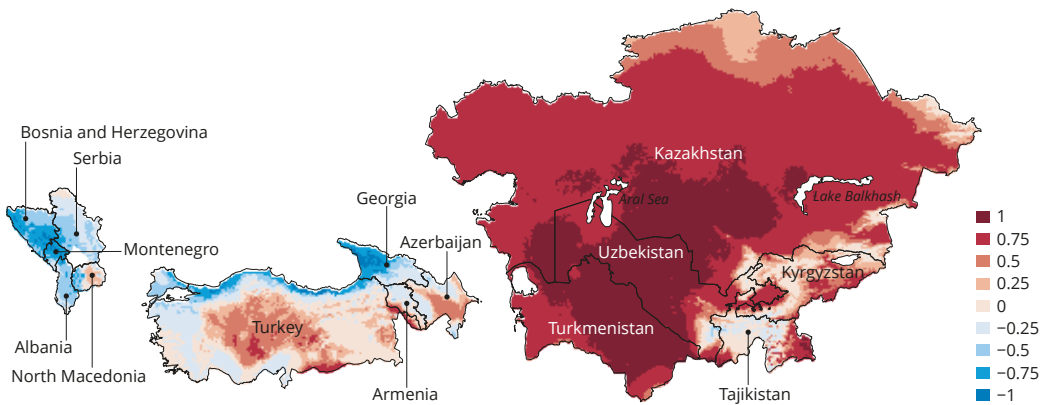 Bosnia and Herzegovina
Serbia
Montenegro
Albania
North Macedonia
Georgia
Azerbaijan
Turkey
Armenia
Kazakhstan
Aral Sea
Lake Balkhash
Uzbekistan
Kyrgyzstan
Turkmenistan
Tajikistan
1
0.75
0.5
0.25
0
−0.25
−0.5
−0.75
−1